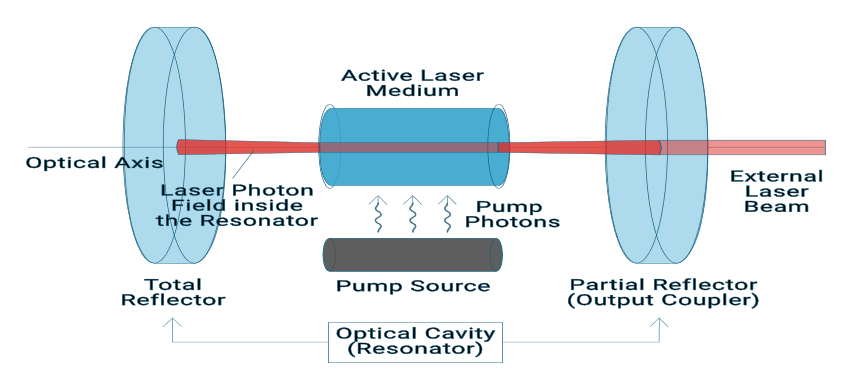 Active Laser
Medium
Optical Axis
Laser Photon
Field inside
the Resonator
External
Laser
Beam
Pump
Photons
Total
Reflector
Pump Source
Partial Reflector
(Output Coupler)
Optical Cavity
(Resonator)